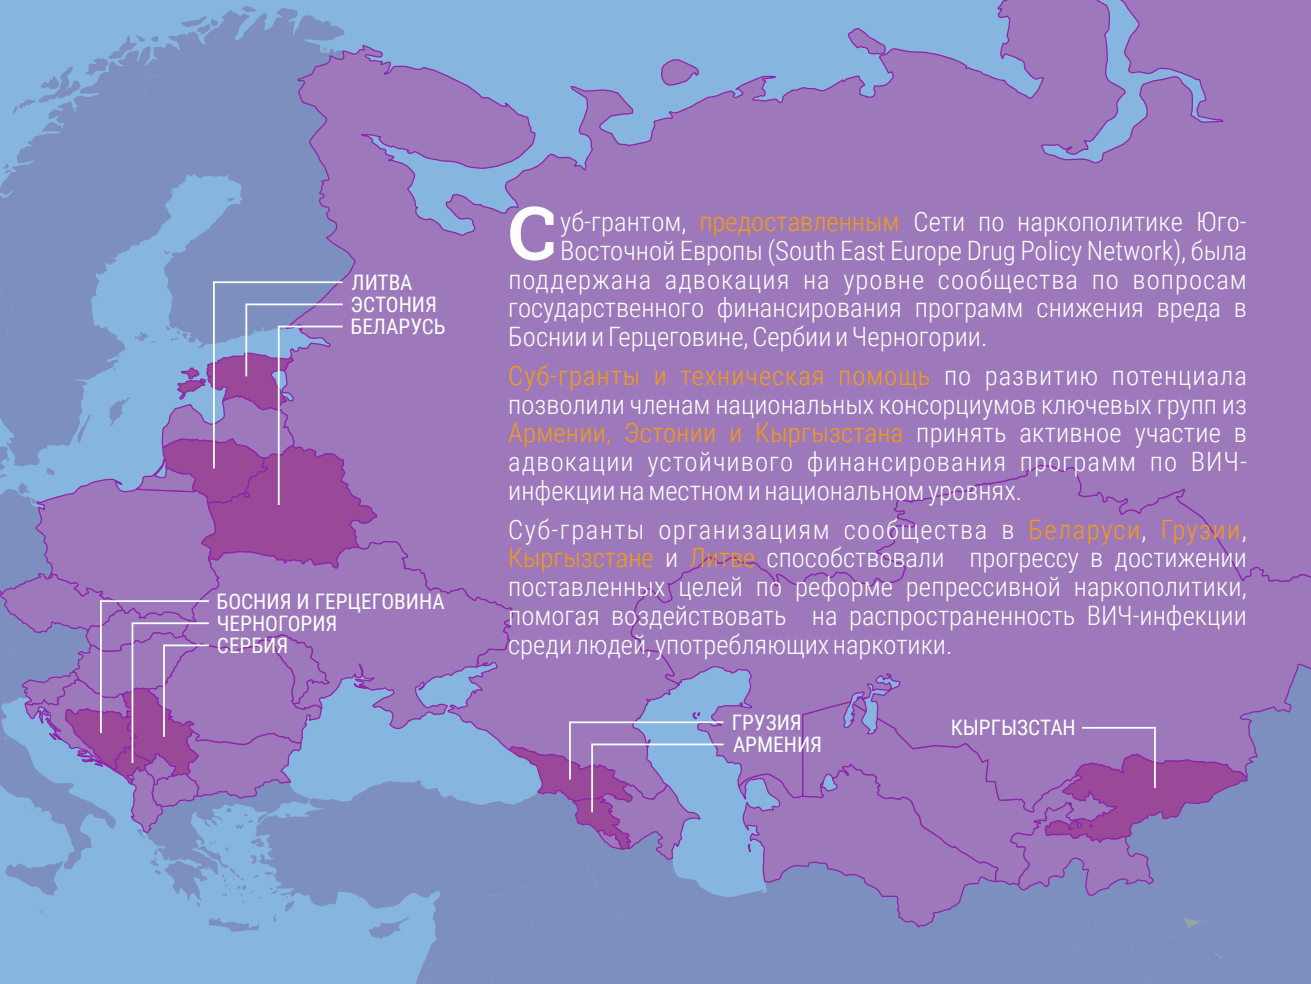 Суб-грантом, предоставленным Сети по наркополитике Юго-
Восточной Европы (South East Europe Drug Policy Network), была
поддержана адвокация на уровне сообщества по вопросам
государственного финансирования программ снижения вреда в
Боснии и Герцеговине, Сербии и Черногории.
Суб-гранты и техническая помощь по развитию потенциала
позволили членам национальных консорциумов ключевых групп из
Армении, Эстонии и Кыргызстана принять активное участие в
адвокации устойчивого финансирования программ по ВИЧ-
инфекции на местном и национальном уровнях.
Суб-гранты организациям сообщества в Беларуси, Грузии,
Кыргызстане и Литве способствовали прогрессу в достижении
поставленных целей по реформе репрессивной наркополитики,
помогая воздействовать на распространенность ВИЧ-инфекции
среди людей, употребляющих наркотики.
ЛИТВА
ЭСТОНИЯ
БЕЛАРУСЬ
БОСНИЯ И ГЕРЦЕГОВИНА
ЧЕРНОГОРИЯ
СЕРБИЯ
ГРУЗИЯ
АРМЕНИЯ
КЫРГЫЗСТАН